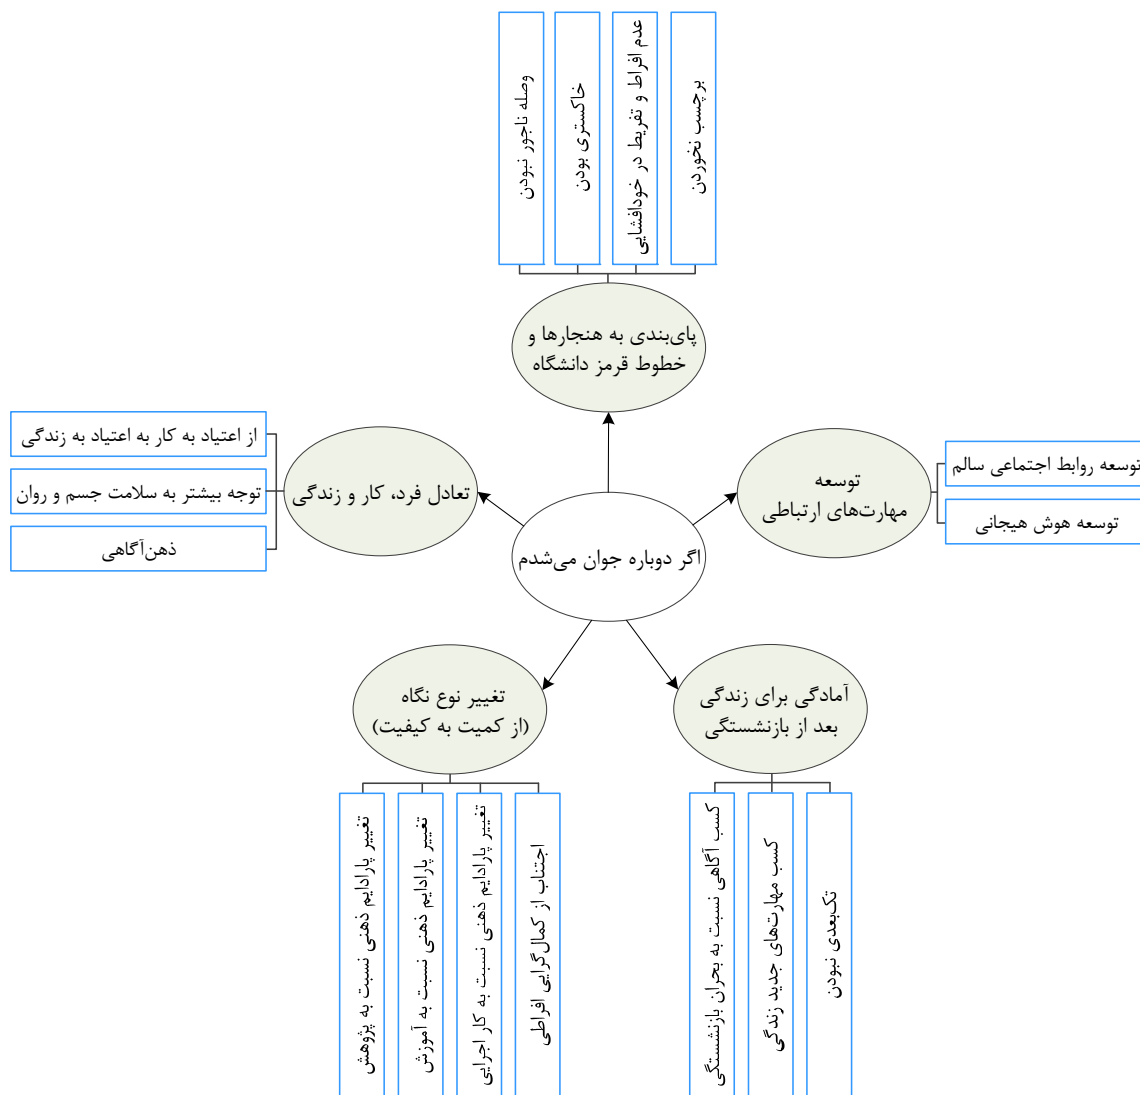 برچسب نخوردن
عدم افراط و تفریط در خودافشایی
خاکستری بودن
وصله ناجور نبودن
پای‌بندی به هنجارها و
خطوط قرمز دانشگاه
توسعه روابط اجتماعی سالم
توسعه هوش هیجانی
توسعه
مهارت‌های ارتباطی
اگر دوباره جوان می‌شدم
تعادل فرد، کار و زندگی
از اعتیاد به کار به اعتیاد به زندگی
توجه بیشتر به سلامت جسم و روان
ذهن‌آگاهی
آمادگی برای زندگی
بعد از بازنشستگی
تک‌بعدی نبودن
کسب مهارت‌های جدید زندگی
کسب آگاهی نسبت به بحران بازنشستگی
تغییر نوع نگاه
(از کمیت به کیفیت)
اجتناب از کمال‌گرایی افراطی
تغییر پارادایم ذهنی نسبت به کار اجرایی
تغییر پارادایم ذهنی نسبت به آموزش
تغییر پارادایم ذهنی نسبت به پژوهش